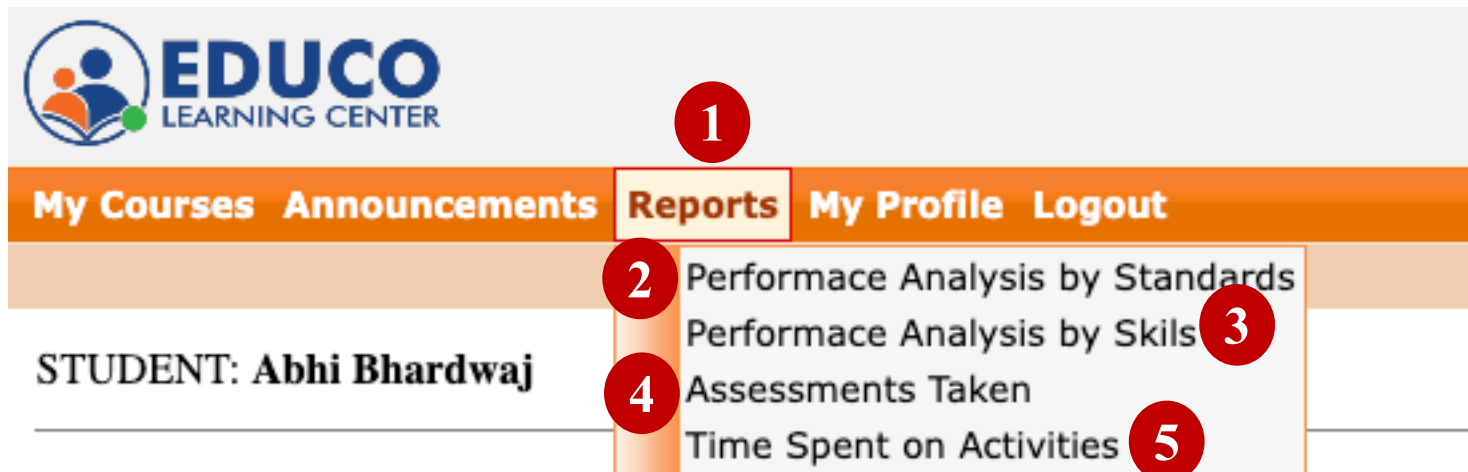 EDUCO
LEARNING CENTER
1
My Courses Announcements Reports My Profile Logout
2 Performace Analysis by Standards
Performace Analysis by Skils 3
STUDENT: Abhi Bhardwaj
4 Assessments Taken
Time Spent on Activities 5